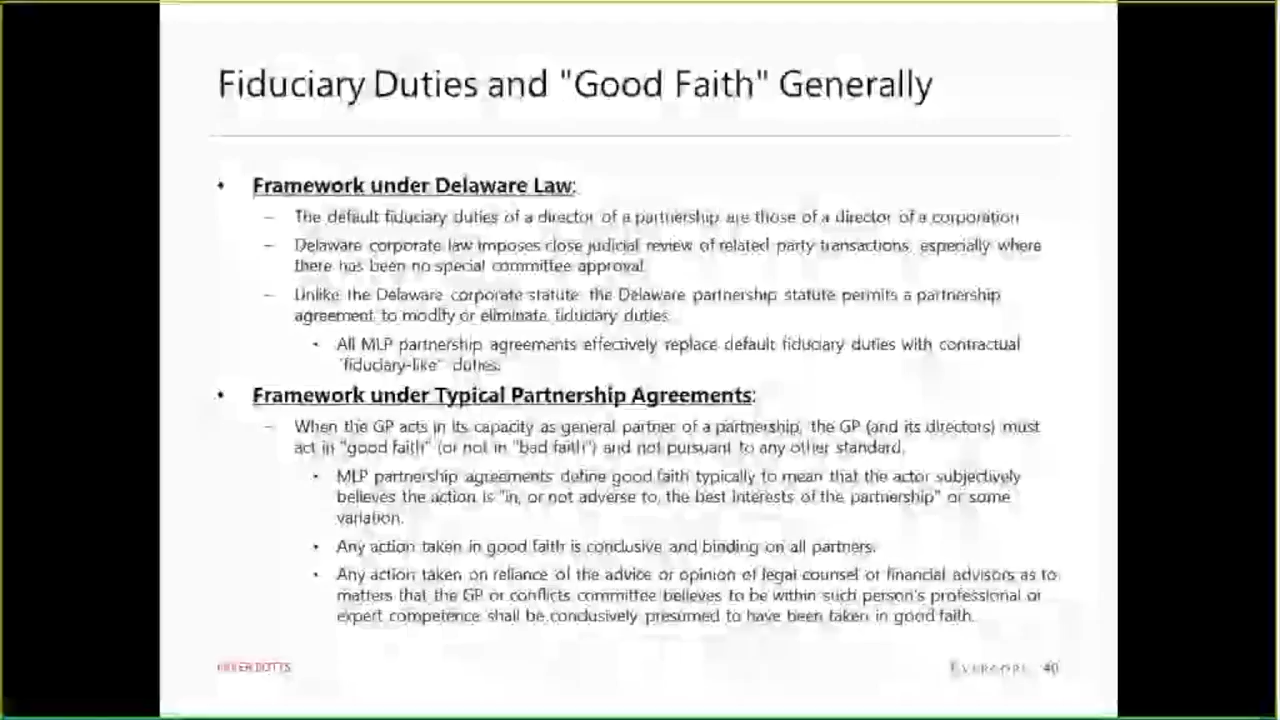 Fiduciary Duties and "Good Faith" Generally
• Framework under Delaware Law:
– The default fiduciary duties of a director of a partnership are those of a director of a corporation
– Delaware corporate law imposes close judicial review of related party transactions, especially where
there has been no special committee approval
– Unlike the Delaware corporate statute, the Delaware partnership statute permits a partnership
agreement to modify or eliminate fiduciary duties.
• All MLP partnership agreements effectively replace default fiduciary duties with contractual
"fiduciary-like" duties.
• Framework under Typical Partnership Agreements:
– When the GP acts in its capacity as general partner of a partnership, the GP (and its directors) must
act in "good faith" (or not in "bad faith") and not pursuant to any other standard.
• MLP partnership agreements define good faith typically to mean that the actor subjectively
believes the action is "in, or not adverse to, the best interests of the partnership" or some
variation.
• Any action taken in good faith is conclusive and binding on all partners.
• Any action taken on reliance of the advice or opinion of legal counsel or financial advisors as to
matters that the GP or conflicts committee believes to be within such person's professional or
expert competence shall be conclusively presumed to have been taken in good faith.
EVERCORE 40